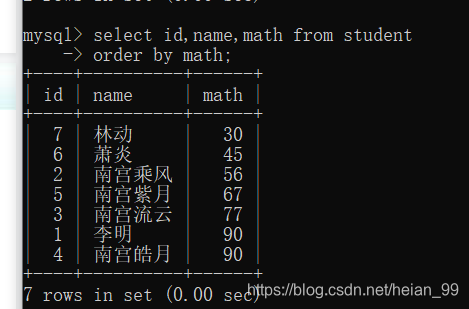 mysql> select id,name,math from student
    -> order by math;
+----+----------+------+
| id | name     | math |
+----+----------+------+
|  7 | 林动     |   30 |
|  6 | 萧炎     |   45 |
|  2 | 南宫乘风 |   56 |
|  5 | 南宫紫月 |   67 |
|  3 | 南宫流云 |   77 |
|  1 | 李明     |   90 |
|  4 | 南宫皓月 |   90 |
+----+----------+------+
7 rows in set (0.00 sec)
https://blog.csdn.net/heian_99